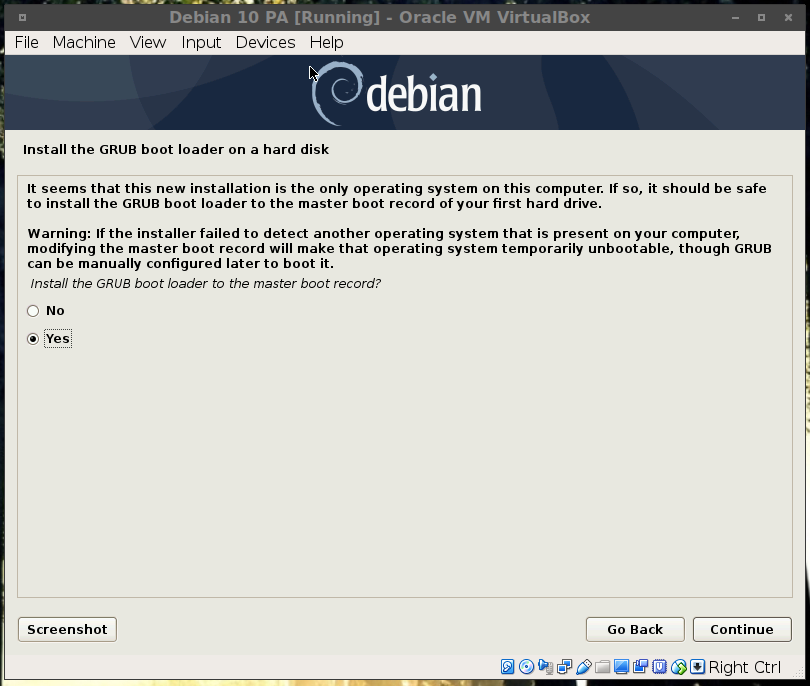 Debian 10 PA [Running] - Oracle VM VirtualBox
File Machine View Input Devices Help
debian
Install the GRUB boot loader on a hard disk
It seems that this new installation is the only operating system on this computer. If so, it should be safe
to install the GRUB boot loader to the master boot record of your first hard drive.
Warning: If the installer failed to detect another operating system that is present on your computer,
modifying the master boot record will make that operating system temporarily unbootable, though GRUB
can be manually configured later to boot it.
Install the GRUB boot loader to the master boot record?
No
Yes
Screenshot Go Back Continue
Right Ctrl